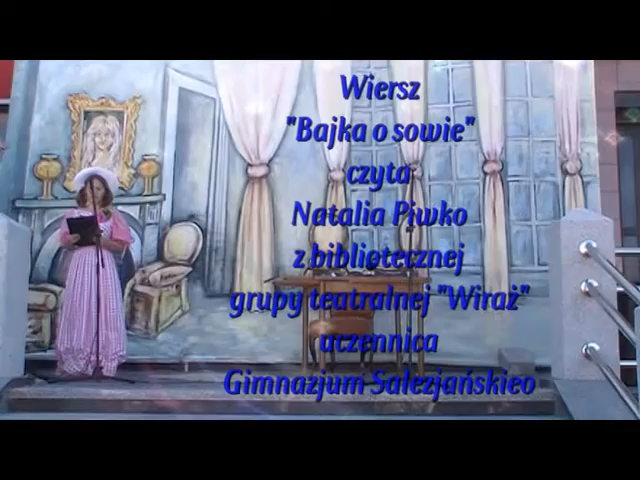 Wiersz
"Bajka o sowie"
czyta
Natalia Piwko
z bibliotecznej
grupy teatralnej "Wiraż"
uczennica
Gimnazjum Salezjańskieo